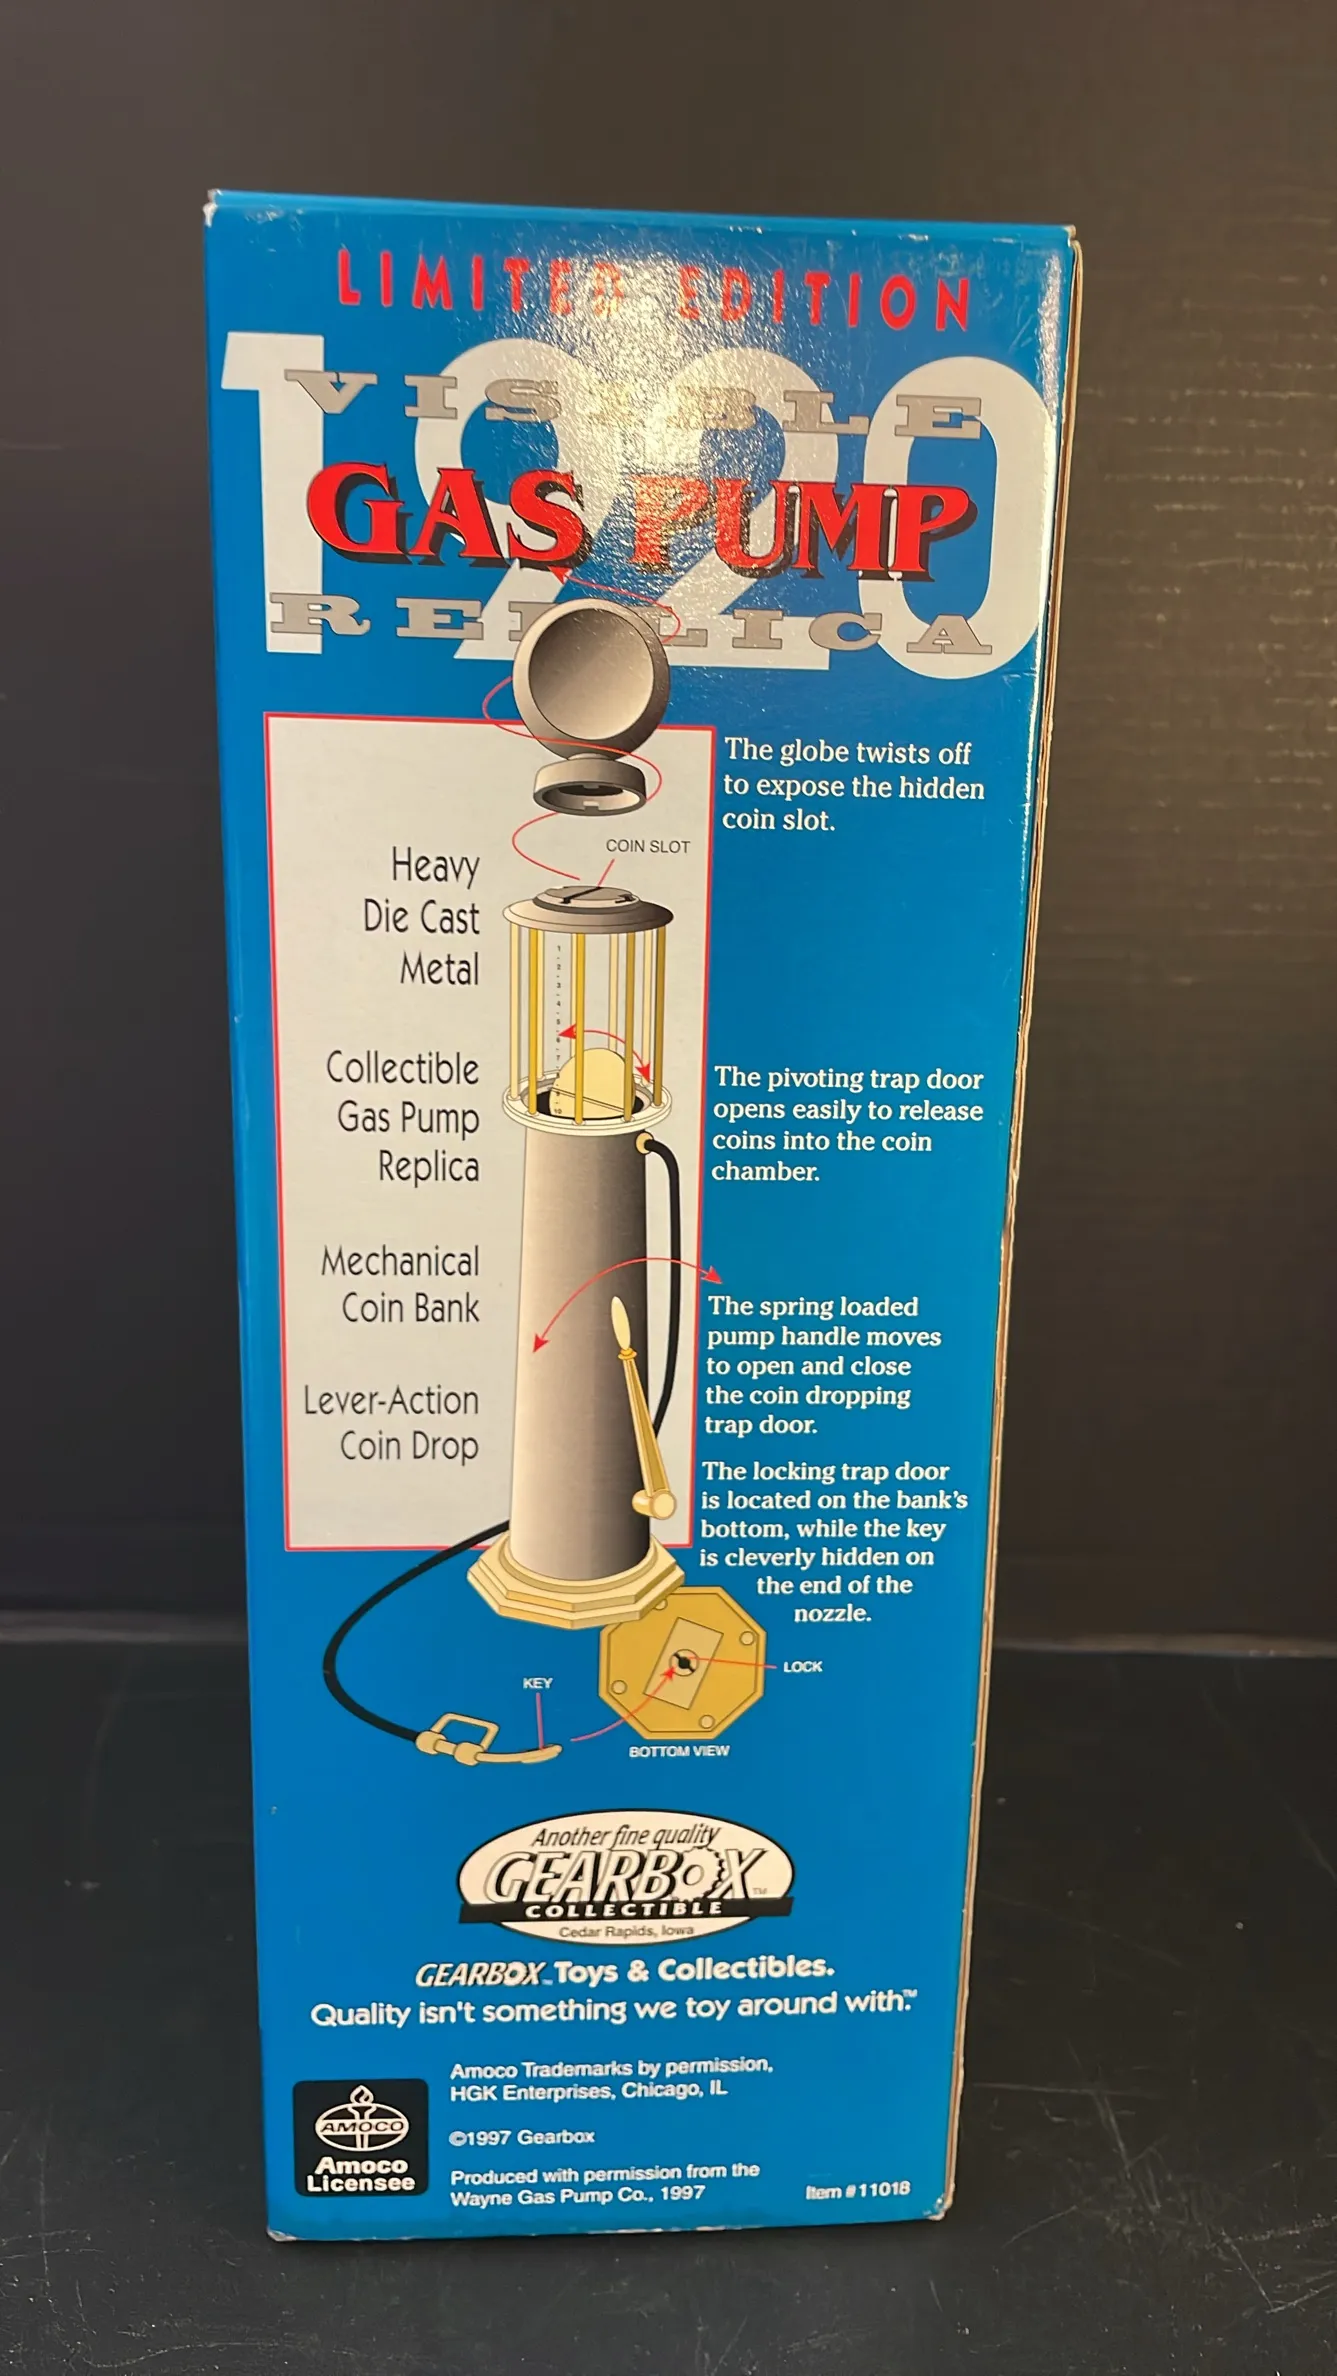 LIMITED EDITION
1920
VISIBLE
GAS PUMP
REPLICA
The globe twists off
to expose the hidden
coin slot.
COIN SLOT
Heavy
Die Cast
Metal
Collectible
Gas Pump
Replica
Mechanical
Coin Bank
Lever-Action
Coin Drop
The pivoting trap door
opens easily to release
coins into the coin
chamber.
The spring loaded
pump handle moves
to open and close
the coin dropping
trap door.
The locking trap door
is located on the bank's
bottom, while the key
is cleverly hidden on
the end of the
nozzle.
LOCK
KEY
BOTTOM VIEW
Another fine quality
GEARBOX™
COLLECTIBLE
Cedar Rapids, Iowa
GEARBOX™ Toys & Collectibles.
Quality isn't something we toy around with.™
Amoco Trademarks by permission,
HGK Enterprises, Chicago, IL
©1997 Gearbox
Produced with permission from the
Wayne Gas Pump Co., 1997
Item #11018
AMOCO
Amoco
Licensee